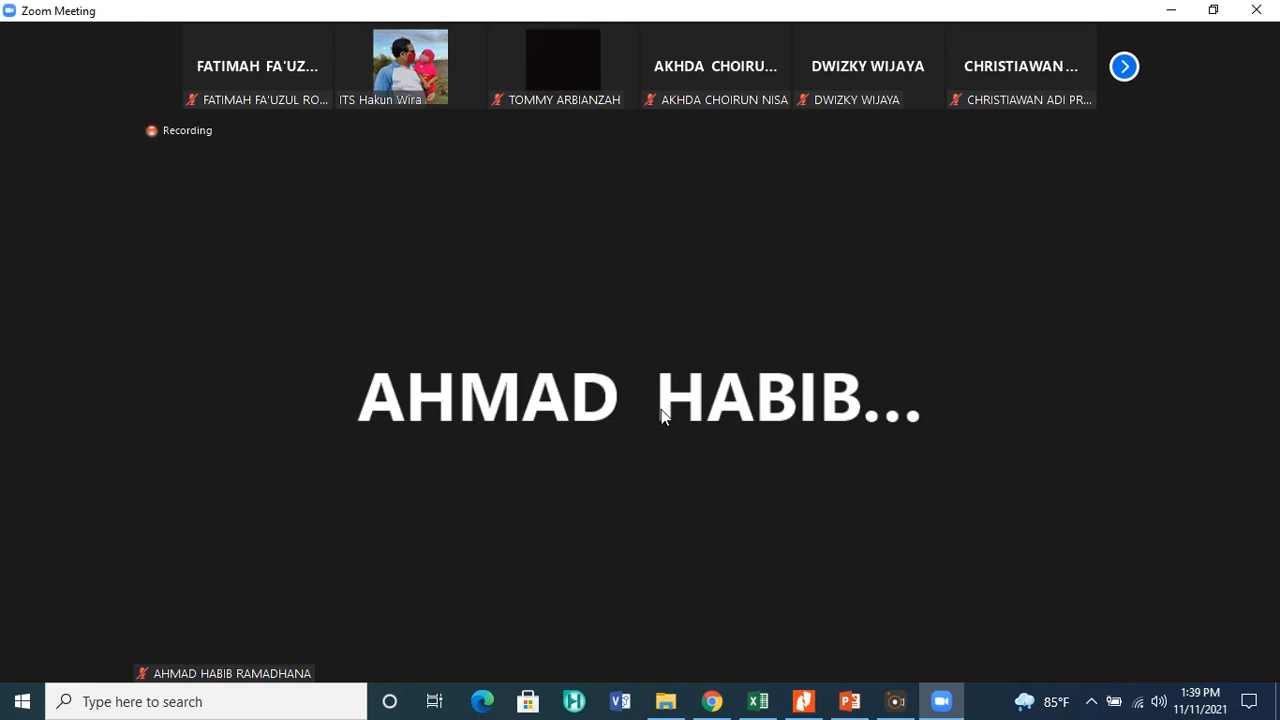 Zoom Meeting
FATIMAH FA'UZ...
AKHDA CHOIRU...
DWIZKY WIJAYA
CHRISTIAWAN ...
FATIMAH FA'UZUL RO...
ITS Hakun Wira
TOMMY ARBIANZAH
AKHDA CHOIRUN NISA
DWIZKY WIJAYA
CHRISTIAWAN ADI PR...
Recording
AHMAD HABIB...
AHMAD HABIB RAMADHANA
Type here to search
85°F
1:39 PM
11/11/2021